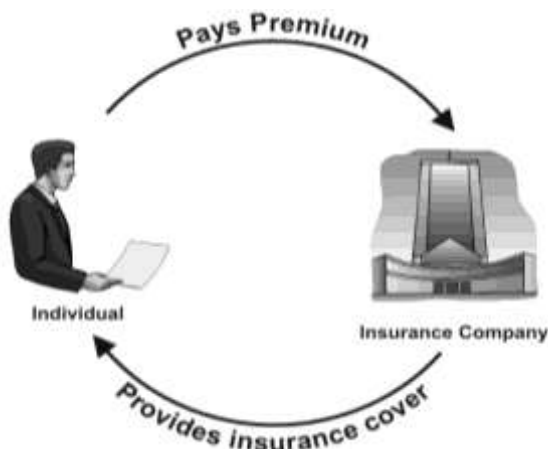 Pays Premium
Individual
Insurance Company
Provides insurance cover